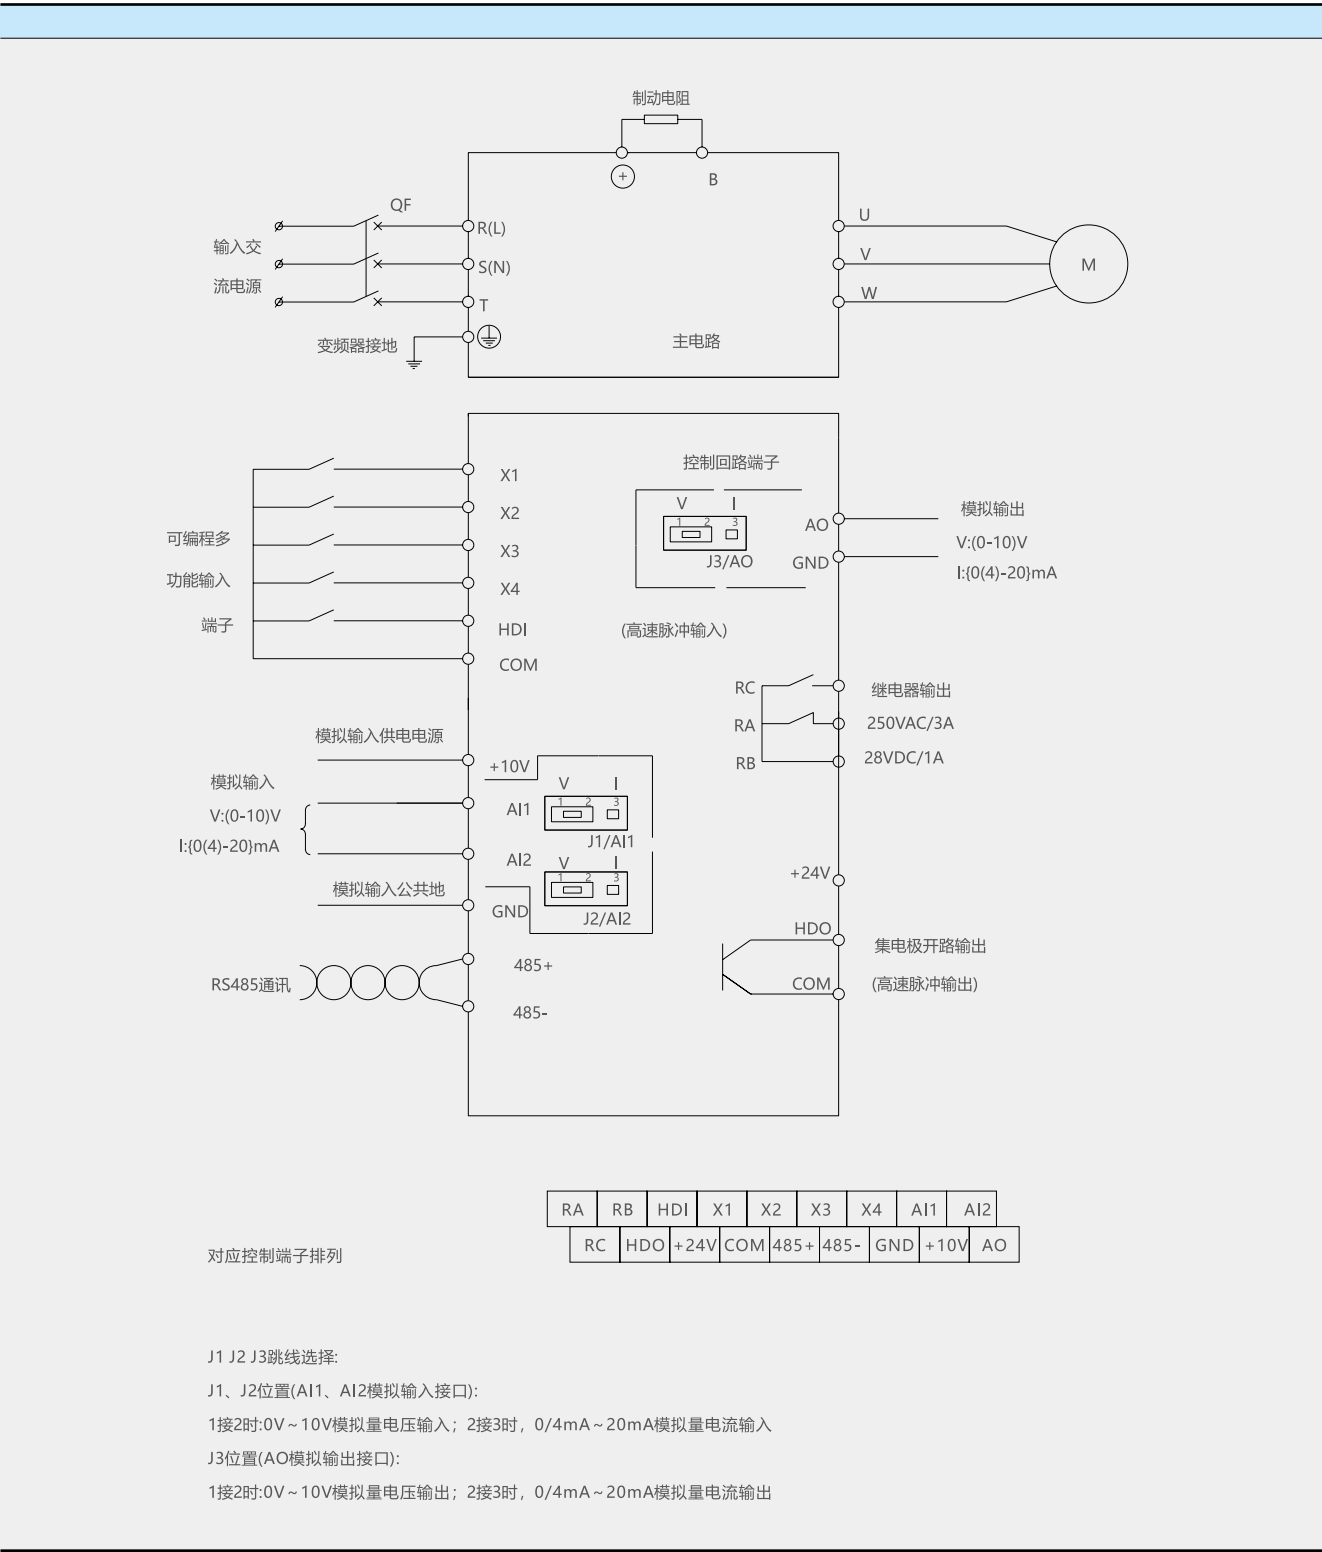 制动电阻
+
B
QF
R(L)
U
输入交
S(N)
V
M
流电源
T
W
变频器接地
主电路
控制回路端子
X1
V I
1 2 3
J3/AO
AO
模拟输出
X2
可编程多
X3
GND
V:(0-10)V
功能输入
X4
I:{0(4)-20}mA
端子
HDI
(高速脉冲输入)
COM
RC
继电器输出
RA
250VAC/3A
RB
28VDC/1A
模拟输入供电电源
+10V
模拟输入
V I
1 2 3
V:(0-10)V
AI1
J1/AI1
I:{0(4)-20}mA
AI2
V I
1 2 3
J2/AI2
模拟输入公共地
GND
+24V
HDO
集电极开路输出
485+
RS485通讯
COM
(高速脉冲输出)
485-
RA RB HDI X1 X2 X3 X4 AI1 AI2
RC HDO +24V COM 485+ 485- GND +10V AO
对应控制端子排列
J1 J2 J3跳线选择:
J1、J2位置(AI1、AI2模拟输入接口):
1接2时:0V~10V模拟量电压输入；2接3时，0/4mA~20mA模拟量电流输入
J3位置(AO模拟输出接口):
1接2时:0V~10V模拟量电压输出；2接3时，0/4mA~20mA模拟量电流输出